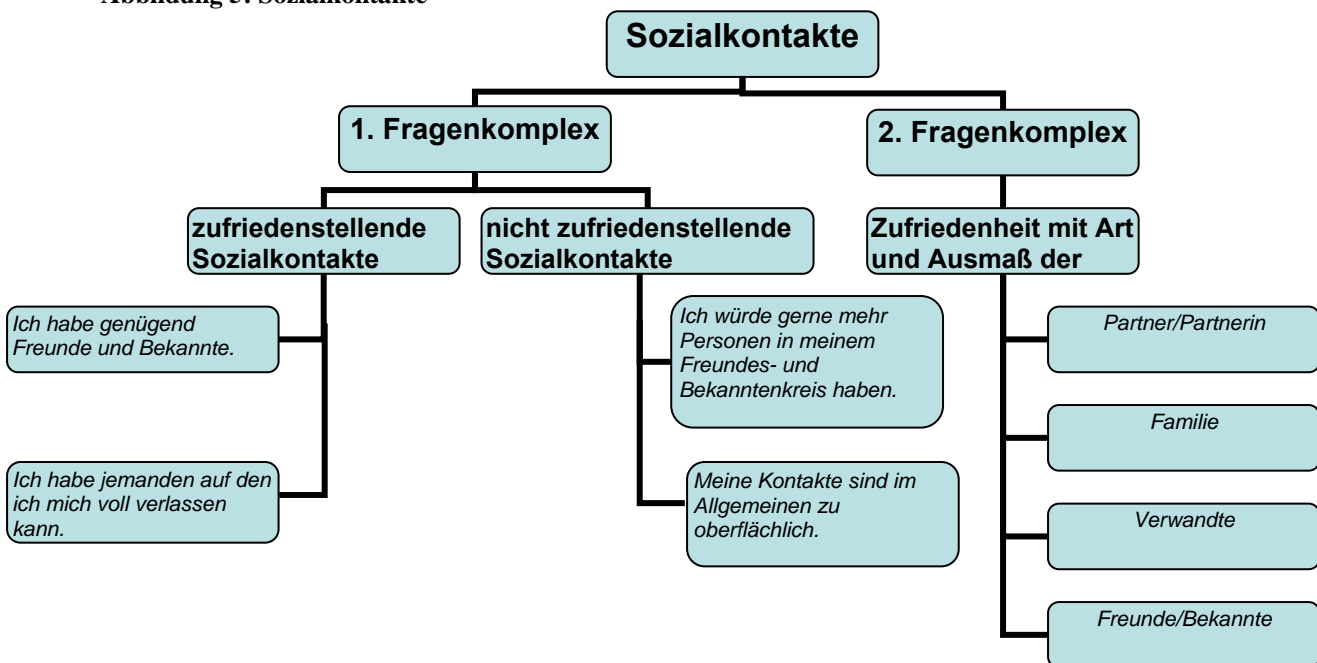 Abbildung 3: Sozialkontakte
Sozialkontakte
1. Fragenkomplex
2. Fragenkomplex
zufriedenstellende
Sozialkontakte
nicht zufriedenstellende
Sozialkontakte
Zufriedenheit mit Art
und Ausmaß der
Ich habe genügend
Freunde und Bekannte.
Ich habe jemanden auf den
ich mich voll verlassen
kann.
Ich würde gerne mehr
Personen in meinem
Freundes- und
Bekanntenkreis haben.
Meine Kontakte sind im
Allgemeinen zu
oberflächlich.
Partner/Partnerin
Familie
Verwandte
Freunde/Bekannte